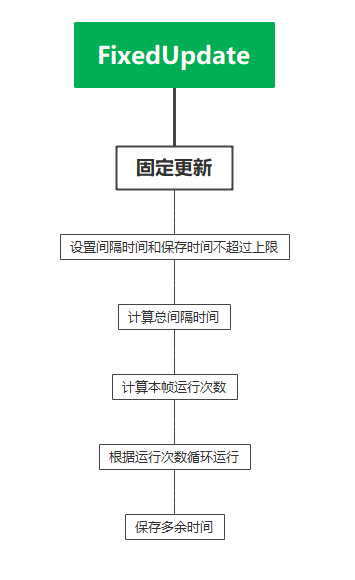 FixedUpdate
固定更新
设置间隔时间和保存时间不超过上限
计算总间隔时间
计算本帧运行次数
根据运行次数循环运行
保存多余时间